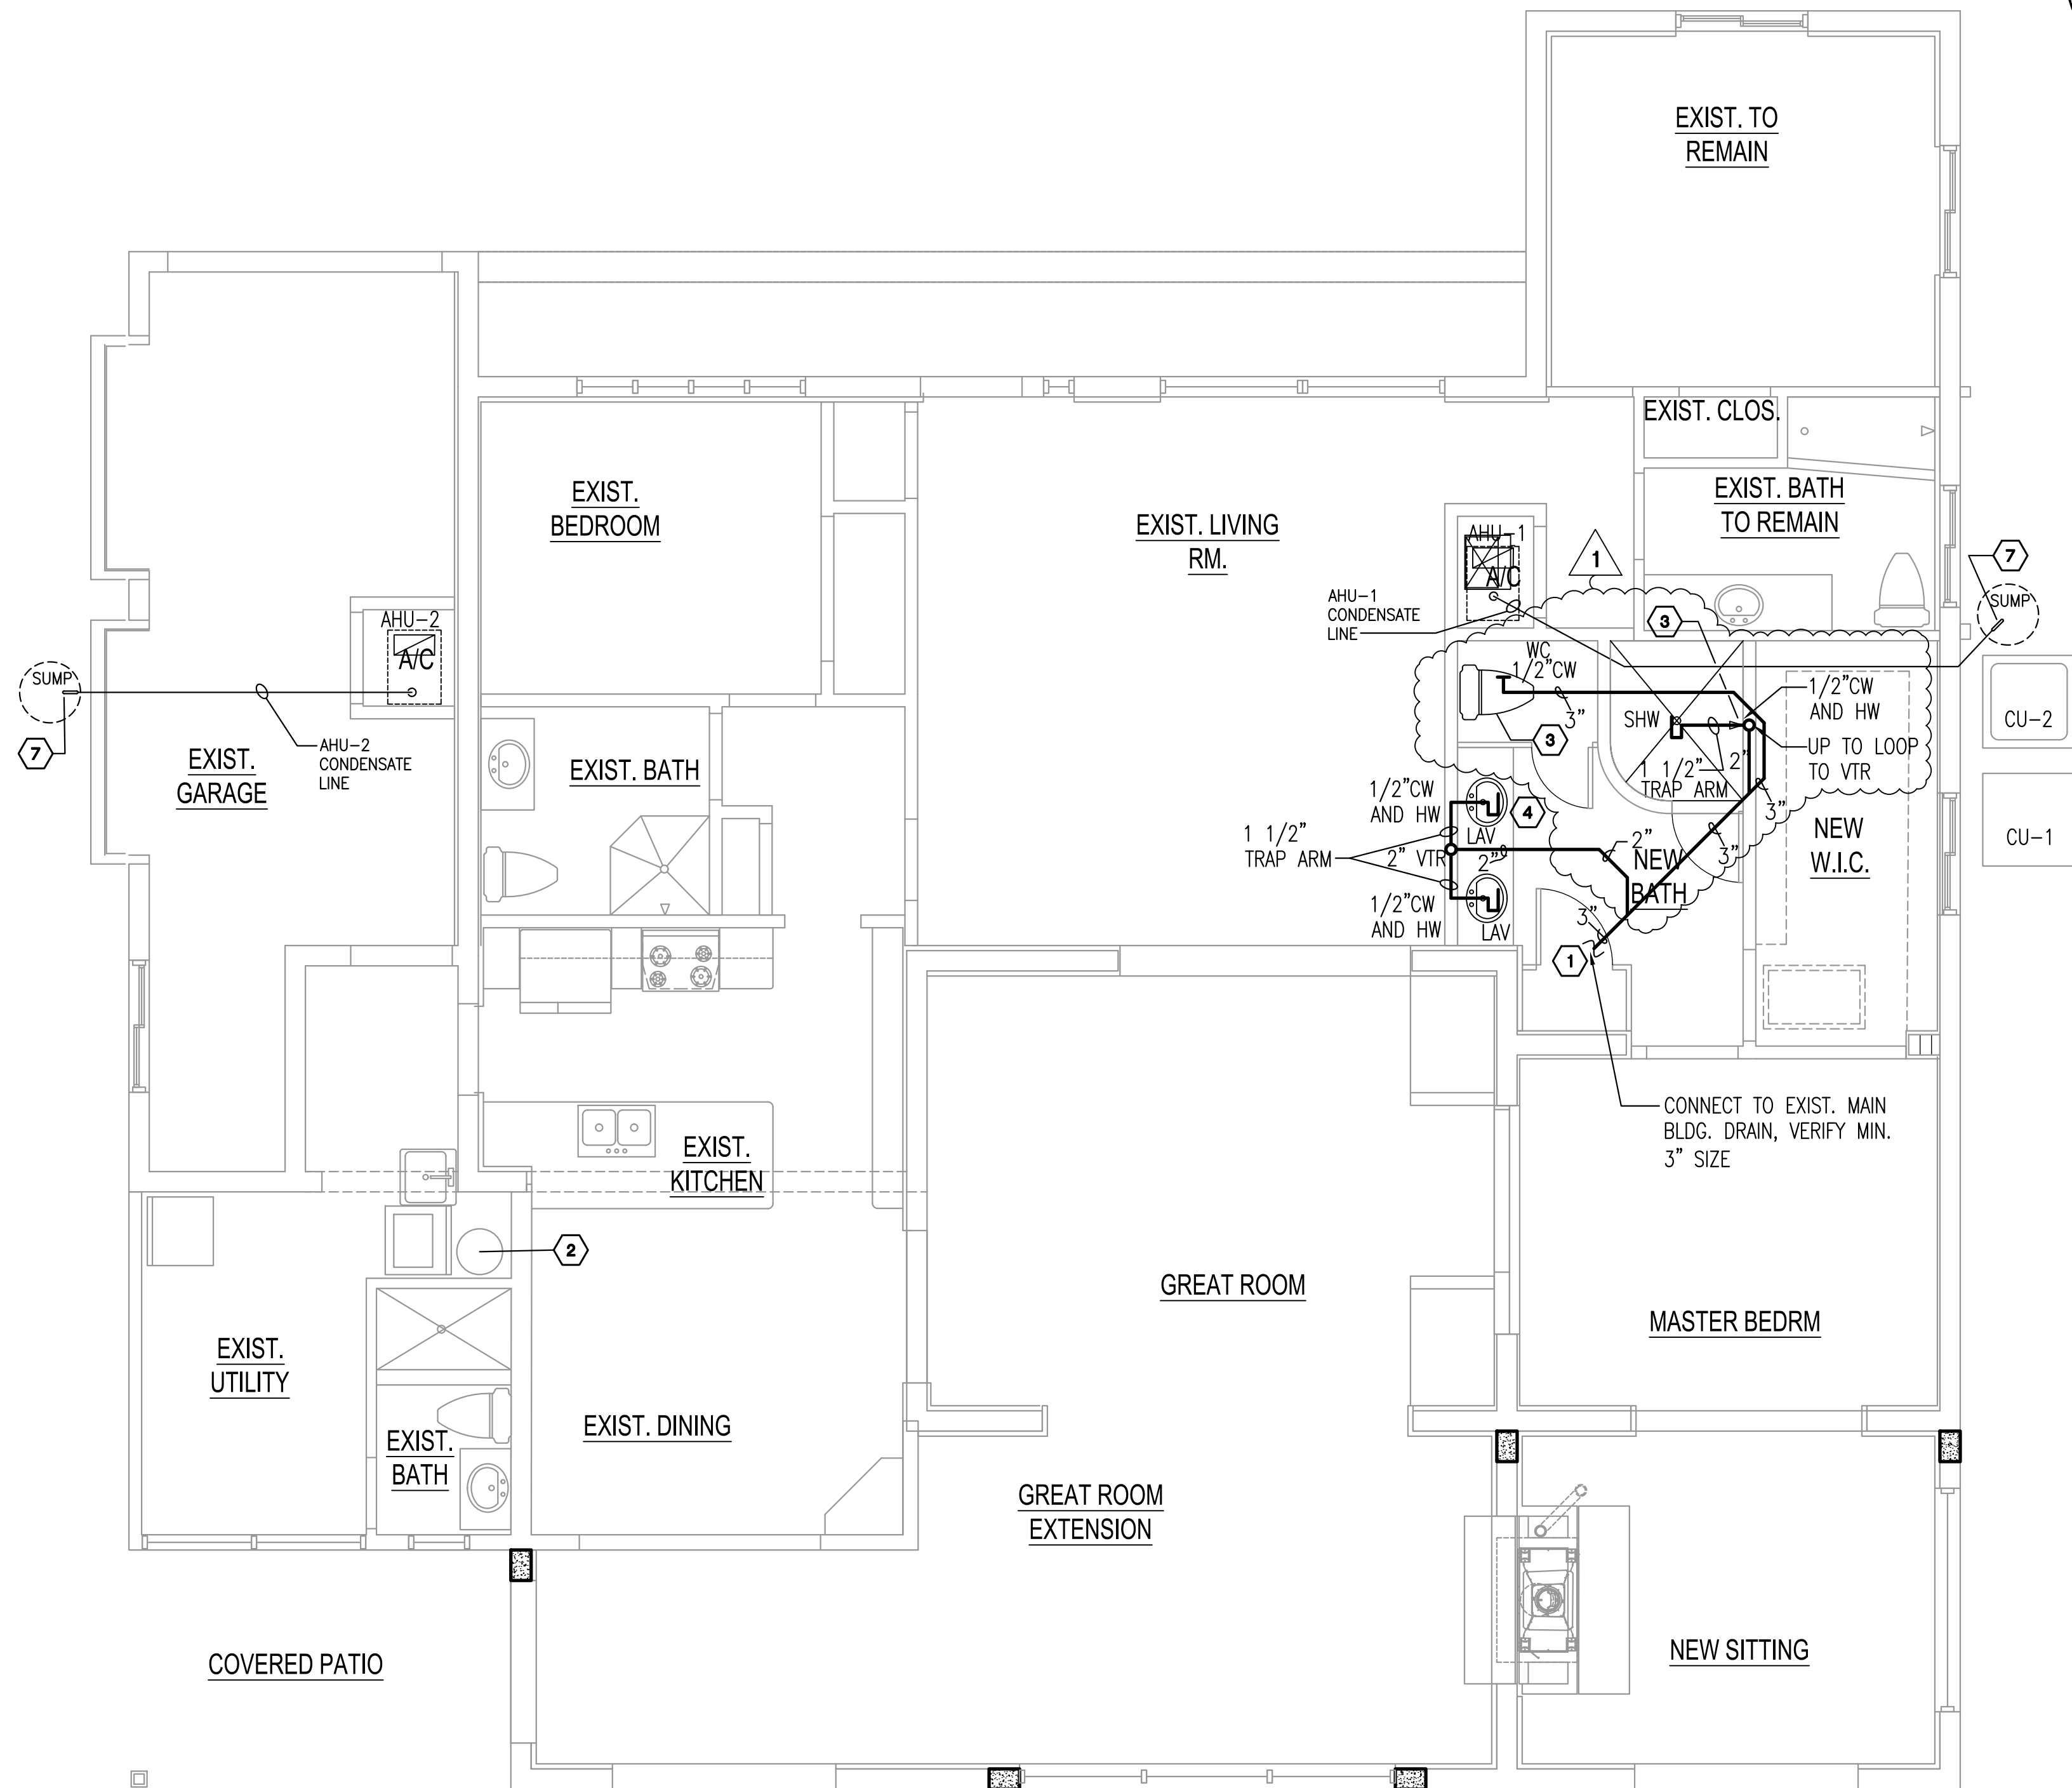 EXIST. TO
REMAIN
EXIST. CLOS.
EXIST. BATH
TO REMAIN
EXIST.
BEDROOM
EXIST. LIVING
RM.
AHU-1
A/C
1
7
SUMP
AHU-1
CONDENSATE
LINE
3
AHU-2
A/C
SUMP
7
AHU-2
CONDENSATE
LINE
EXIST.
GARAGE
EXIST. BATH
WC
1/2"CW
3"
3
SHW
1/2"CW
AND HW
UP TO LOOP
TO VTR
2"
1 1/2"
TRAP ARM
3"
CU-2
CU-1
1/2"CW
AND HW
4
LAV
1 1/2"
TRAP ARM
2" VTR
2"
2"
3"
NEW
BATH
NEW
W.I.C.
1/2"CW
AND HW
LAV
3"
1
CONNECT TO EXIST. MAIN
BLDG. DRAIN, VERIFY MIN.
3" SIZE
EXIST.
KITCHEN
2
GREAT ROOM
MASTER BEDRM
EXIST.
UTILITY
EXIST.
BATH
EXIST. DINING
GREAT ROOM
EXTENSION
COVERED PATIO
NEW SITTING